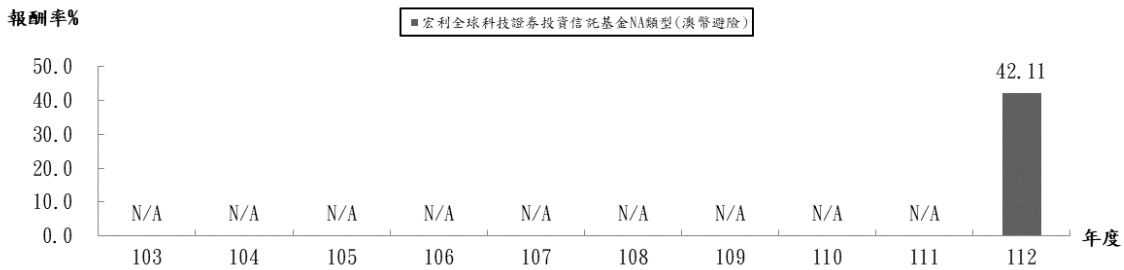 報酬率%
■宏利全球科技證券投資信託基金NA類型(澳幣避險)
50.0
40.0
30.0
20.0
10.0
0.0
N/A N/A N/A N/A N/A N/A N/A N/A N/A 42.11
103 104 105 106 107 108 109 110 111 112
年度